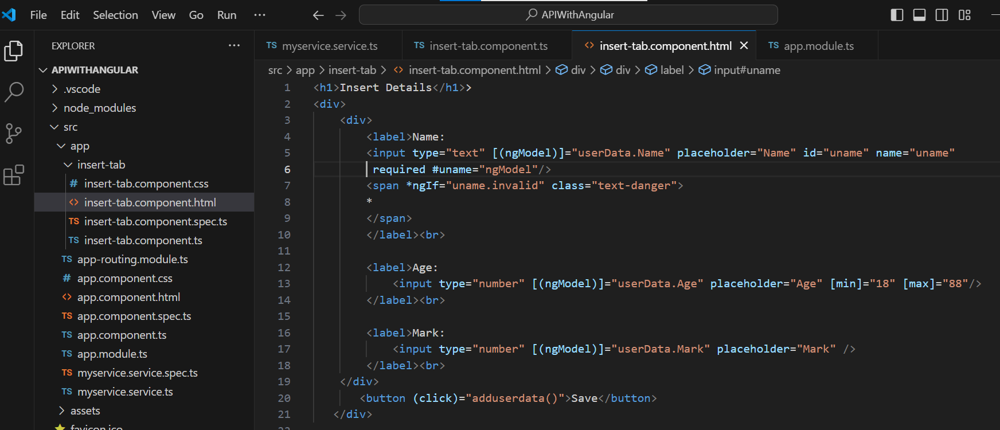 File Edit Selection View Go Run ··· ← → APIWithAngular
EXPLORER ···
APIWITHANGULAR
.vscode
node_modules
src
app
insert-tab
# insert-tab.component.css
<> insert-tab.component.html
TS insert-tab.component.spec.ts
TS insert-tab.component.ts
TS app-routing.module.ts
# app.component.css
<> app.component.html
TS app.component.spec.ts
TS app.component.ts
TS app.module.ts
TS myservice.service.spec.ts
TS myservice.service.ts
assets
favicon.ico
TS myservice.service.ts TS insert-tab.component.ts <> insert-tab.component.html × TS app.module.ts
src > app > insert-tab > <> insert-tab.component.html > div > div > label > input#uname
1 <h1>Insert Details</h1>>
2 <div>
3 <div>
4 <label>Name:
5 <input type="text" [(ngModel)]="userData.Name" placeholder="Name" id="uname" name="uname"
6 required #uname="ngModel"/>
7 <span *ngIf="uname.invalid" class="text-danger">
8 *
9 </span>
10 </label><br>
11
12 <label>Age:
13 <input type="number" [(ngModel)]="userData.Age" placeholder="Age" [min]="18" [max]="88"/>
14 </label><br>
15
16 <label>Mark:
17 <input type="number" [(ngModel)]="userData.Mark" placeholder="Mark" />
18 </label><br>
19 </div>
20 <button (click)="adduserdata()">Save</button>
21 </div>
22